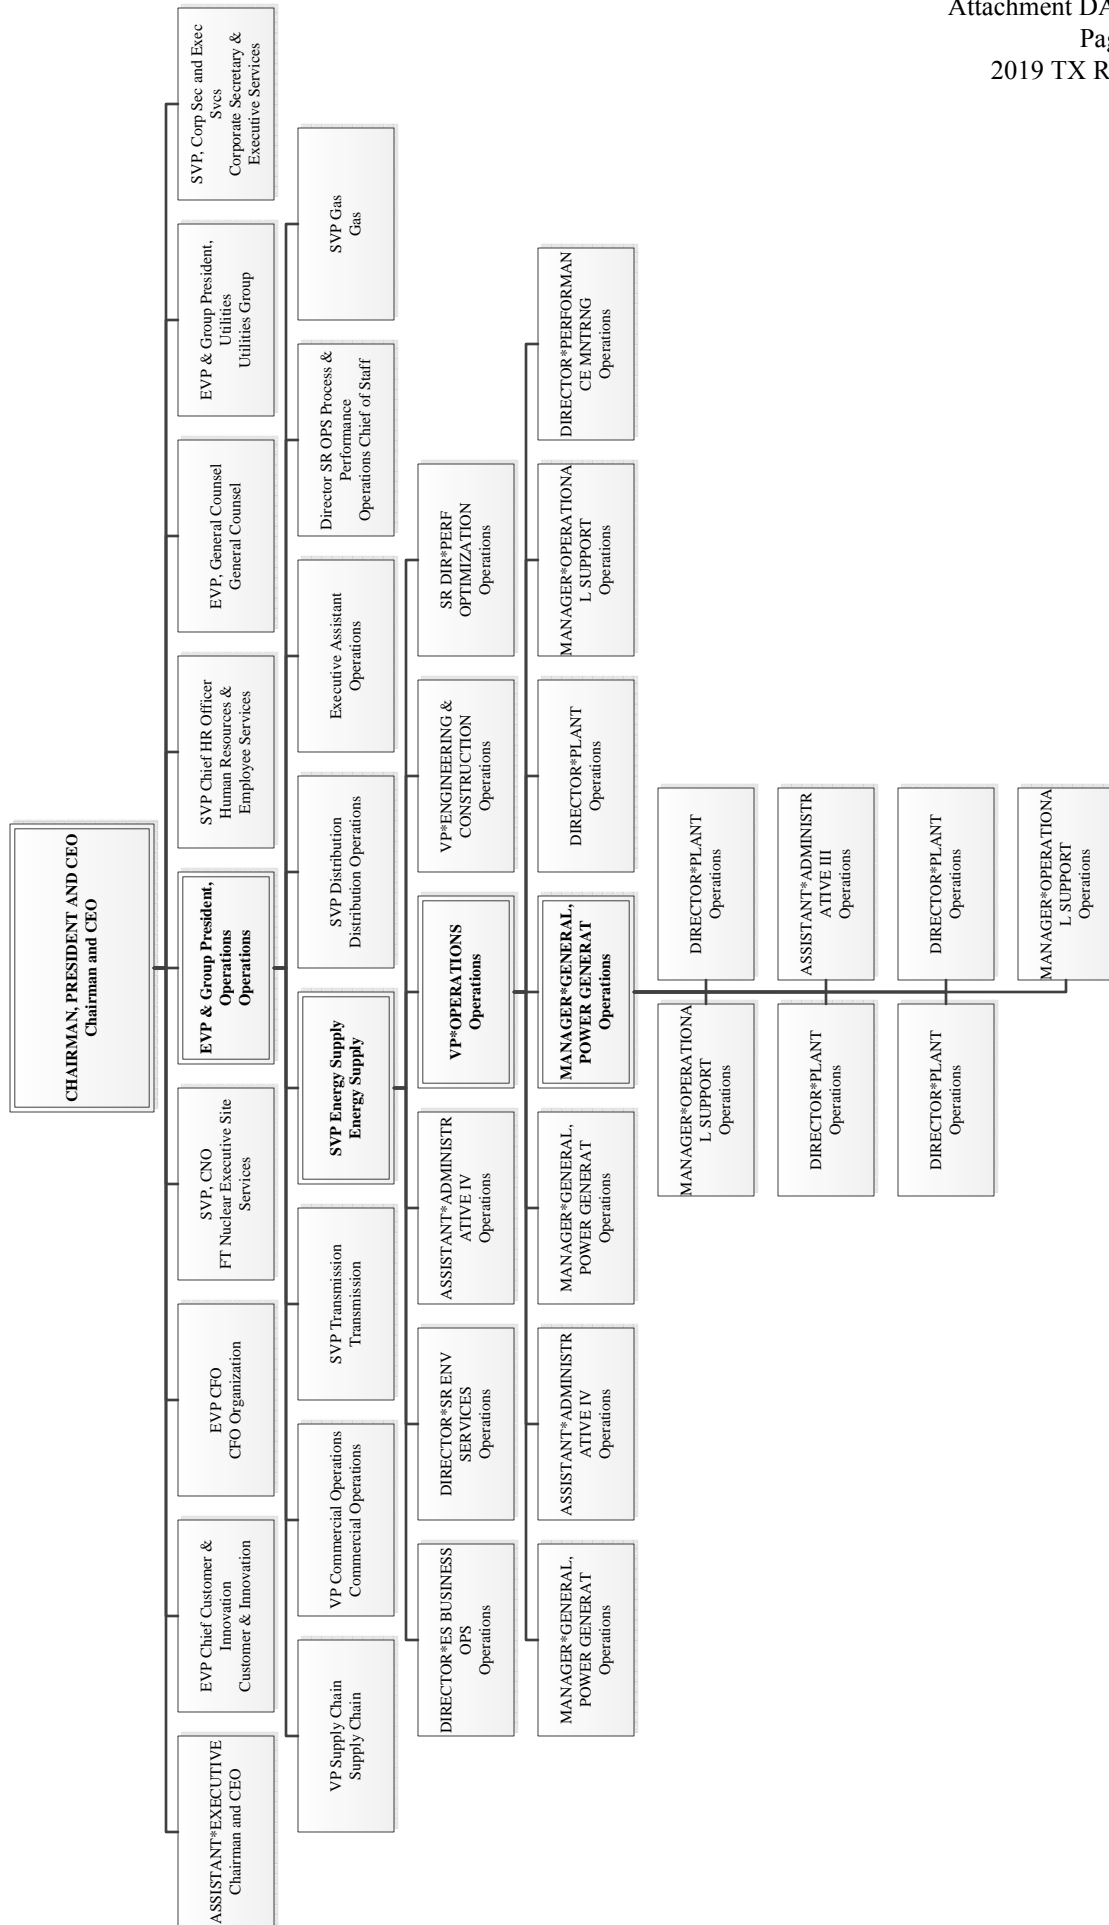 Attachment DA
Pag
2019 TX R
CHAIRMAN, PRESIDENT AND CEO
Chairman and CEO
ASSISTANT*EXECUTIVE
Chairman and CEO
EVP Chief Customer &
Innovation
Customer & Innovation
EVP CFO
CFO Organization
SVP, CNO
FT Nuclear Executive Site
Services
EVP & Group President,
Operations
Operations
SVP Chief HR Officer
Human Resources &
Employee Services
EVP, General Counsel
General Counsel
EVP & Group President,
Utilities
Utilities Group
SVP, Corp Sec and Exec
Svcs
Corporate Secretary &
Executive Services
VP Supply Chain
Supply Chain
VP Commercial Operations
Commercial Operations
SVP Transmission
Transmission
SVP Energy Supply
Energy Supply
SVP Distribution
Distribution Operations
Executive Assistant
Operations
Director SR OPS Process &
Performance
Operations Chief of Staff
SVP Gas
Gas
DIRECTOR*ES BUSINESS
OPS
Operations
DIRECTOR*SR ENV
SERVICES
Operations
ASSISTANT*ADMINISTR
ATIVE IV
Operations
VP*OPERATIONS
Operations
VP*ENGINEERING &
CONSTRUCTION
Operations
SR DIR*PERF
OPTIMIZATION
Operations
MANAGER*GENERAL,
POWER GENERAT
Operations
ASSISTANT*ADMINISTR
ATIVE IV
Operations
MANAGER*GENERAL,
POWER GENERAT
Operations
MANAGER*GENERAL,
POWER GENERAT
Operations
DIRECTOR*PLANT
Operations
MANAGER*OPERATIONA
L SUPPORT
Operations
DIRECTOR*PERFORMAN
CE MNTRNG
Operations
MANAGER*OPERATIONA
L SUPPORT
Operations
DIRECTOR*PLANT
Operations
DIRECTOR*PLANT
Operations
ASSISTANT*ADMINISTR
ATIVE III
Operations
DIRECTOR*PLANT
Operations
DIRECTOR*PLANT
Operations
MANAGER*OPERATIONA
L SUPPORT
Operations